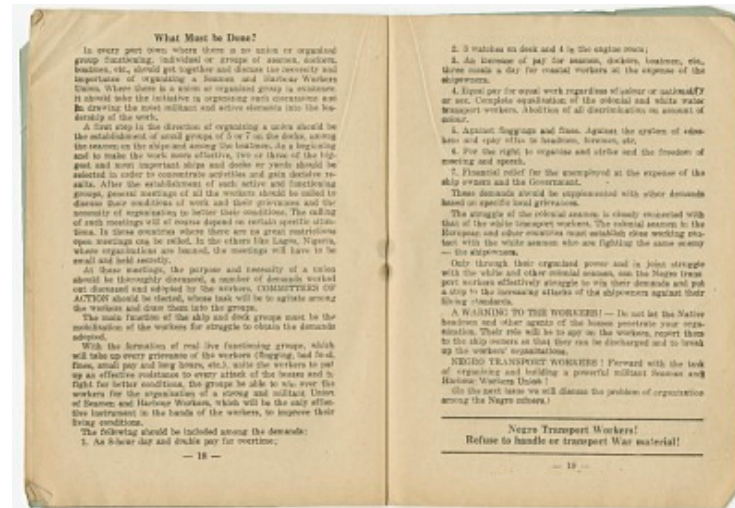 What Must be Done?
In every port town where there is no union or organized
group functioning, individual or groups of seamen, dockers,
boatmen, etc., should get together and discuss the necessity and
importance of organizing a Seamen and Harbour Workers
Union. Where there is a union or organized group in existence
it should take the initiative in organizing such discussions and
in drawing the most militant and active elements into the lea-
dership of the work.
A first step in the direction of organizing a union should be
the establishment of small groups of 5 or 7 on the docks, among
the seamen on the ships and among the boatmen. As a beginning
and to make the work more effective, two or three of the big-
gest and most important ships and docks or yards should be
selected in order to concentrate activities and gain decisive re-
sults. After the establishment of such active and functioning
groups, general meetings of all the workers should be called to
discuss their conditions of work and their grievances and the
necessity of organization to better their conditions. The calling
of such meetings will of course depend on certain specific situa-
tions. In those countries where there are no great restrictions
open meetings can be called. In the others like Lagos, Nigeria,
where organizations are banned, the meetings will have to be
small and held secretly.
At these meetings, the purpose and necessity of a union
should be thoroughly discussed, a number of demands worked
out discussed and adopted by the workers, COMMITTEES OF
ACTION should be elected, whose task will be to agitate among
the workers and draw them into the groups.
The main function of the ship and dock groups must be the
mobilisation of the workers for struggle to obtain the demands
adopted.
With the formation of real live functioning groups, which
will take up every grievance of the workers (flogging, bad food,
fines, small pay and long hours, etc.), unite the workers to put
up an effective resistance to every attack of the bosses and to
fight for better conditions, the groups be able to win over the
workers for the organisation of a strong and militant Union
of Seamen and Harbour Workers, which will be the only effec-
tive instrument in the hands of the workers, to improve their
living conditions.
The following should be included among the demands:
1. An 8-hour day and double pay for overtime;
— 18 —
2. 3 watches on deck and 4 in the engine room;
3. An increase of pay for seamen, dockers, boatmen, etc.,
three meals a day for coastal workers at the expense of the
shipowners.
4. Equal pay for equal work regardless of colour or nationality
or sex. Complete equalisation of the colonial and white water
transport workers. Abolition of all discrimination on account of
colour.
5. Against floggings and fines. Against the system of
and to headmen, foremen, etc.
6. For the right to organise and strike and the freedom of
meeting and speech.
7. Financial relief for the unemployed at the expense of the
ship owners and the Government.
These demands should be supplemented with other demands
based on specific local grievances.
The struggle of the colonial seamen is closely connected with
that of the white transport workers. The colonial seamen in the
European and other countries must establish close working con-
tact with the white seamen who are fighting the same enemy
— the shipowners.
Only through their organised power and in joint struggle
with the white and other colonial seamen, can the Negro trans-
port workers effectively struggle to win their demands and put
a stop to the increasing attacks of the shipowners against their
living standards.
A WARNING TO THE WORKERS! — Do not let the Native
headmen and other agents of the bosses penetrate your orga-
nisation. Their role will be to spy on the workers, report them
to the ship owners so that they can be discharged and to break
up the workers' organisations.
NEGRO TRANSPORT WORKERS! Forward with the task
of organising and building a powerful militant Seamen and
Harbour Workers Union!
(In the next issue we will discuss the problem of organisation
among the Negro miners.)
Negro Transport Workers!
Refuse to handle or transport War material!
— 19 —